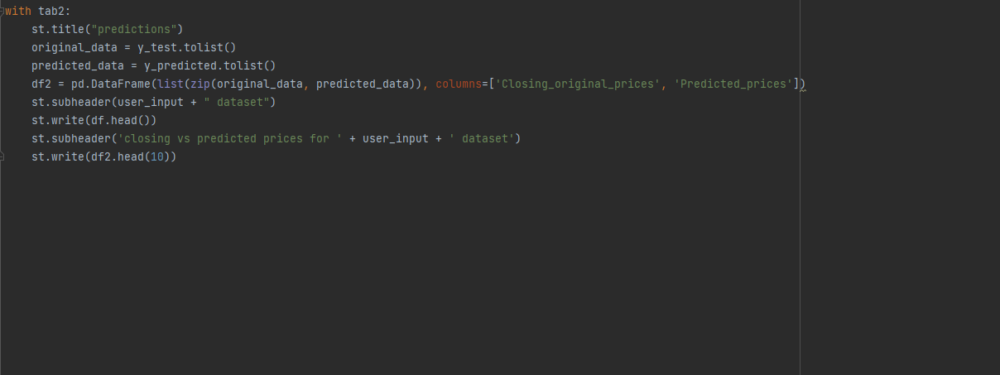 with tab2:
    st.title("predictions")
    original_data = y_test.tolist()
    predicted_data = y_predicted.tolist()
    df2 = pd.DataFrame(list(zip(original_data, predicted_data)), columns=['Closing_original_prices', 'Predicted_prices'])
    st.subheader(user_input + " dataset")
    st.write(df.head())
    st.subheader('closing vs predicted prices for ' + user_input + ' dataset')
    st.write(df2.head(10))